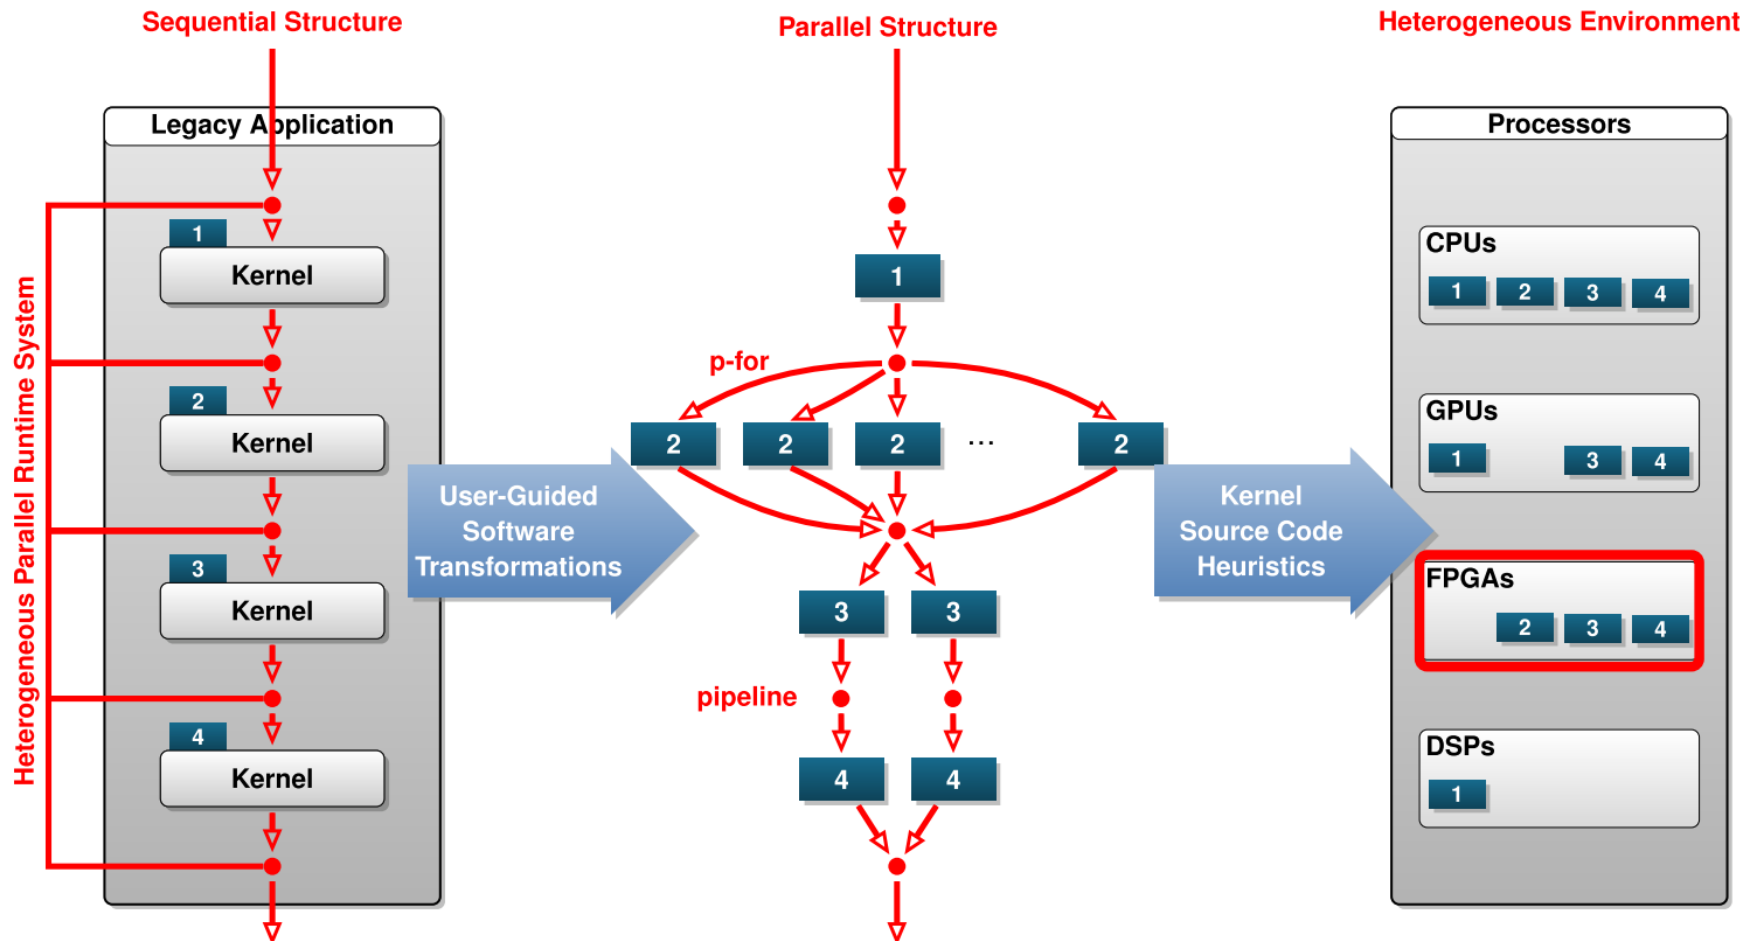 Sequential Structure
Parallel Structure
Heterogeneous Environment
Heterogeneous Parallel Runtime System
Legacy Application
1
Kernel
2
Kernel
3
Kernel
4
Kernel
User-Guided
Software
Transformations
1
p-for
2 2 2 ... 2
3 3
pipeline
4 4
Kernel
Source Code
Heuristics
Processors
CPUs
1 2 3 4
GPUs
1 3 4
FPGAs
2 3 4
DSPs
1